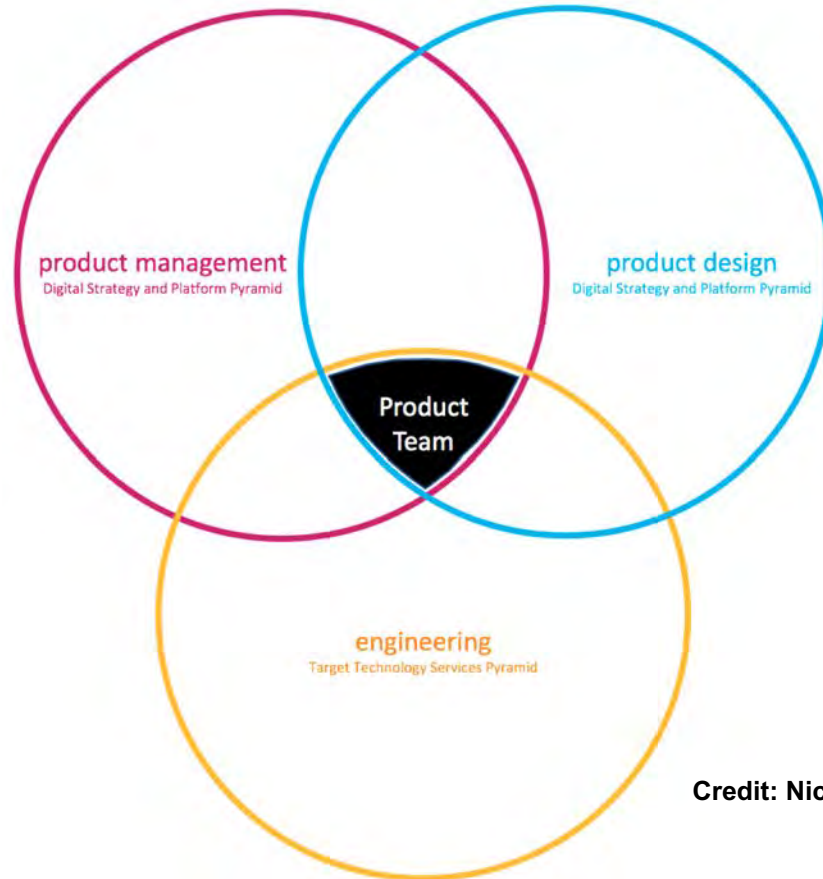 product management
Digital Strategy and Platform Pyramid
product design
Digital Strategy and Platform Pyramid
Product
Team
engineering
Target Technology Services Pyramid
Credit: